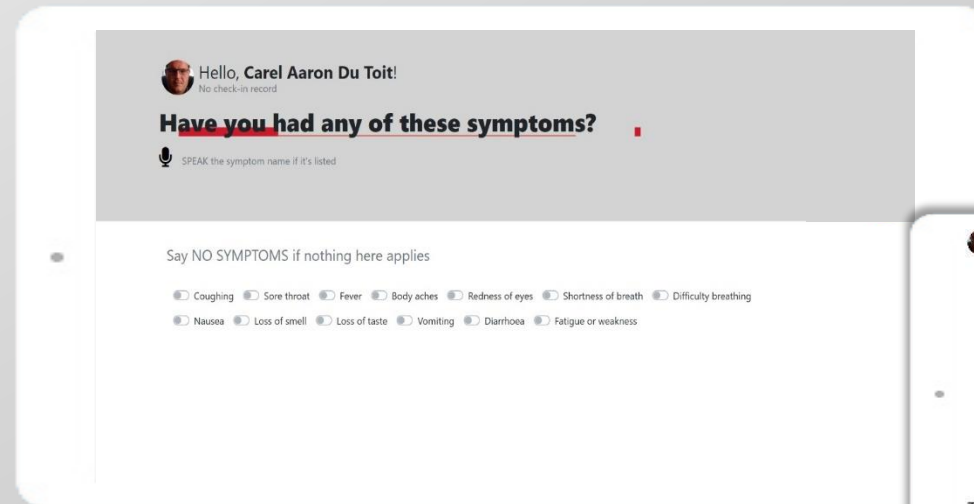 Hello, Carel Aaron Du Toit!
No check-in record
Have you had any of these symptoms?
SPEAK the symptom name if it's listed
Say NO SYMPTOMS if nothing here applies
Coughing Sore throat Fever Body aches Redness of eyes Shortness of breath Difficulty breathing
Nausea Loss of smell Loss of taste Vomiting Diarrhoea Fatigue or weakness